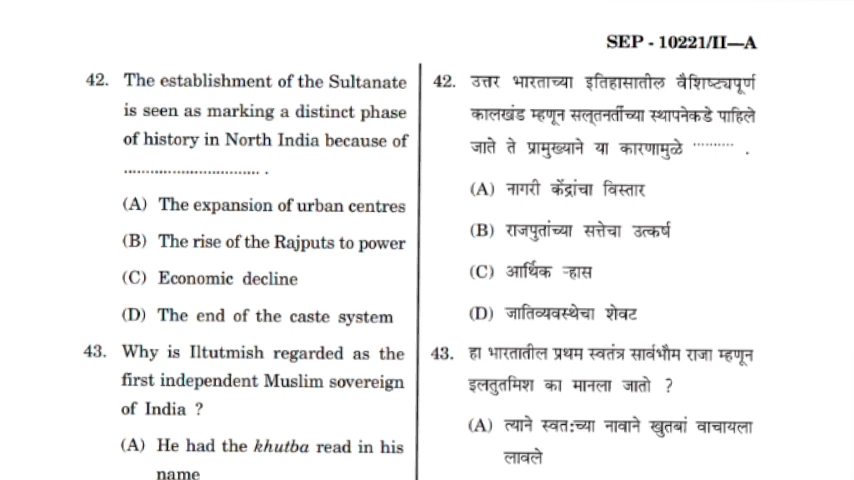 SEP - 10221/II—A
42. The establishment of the Sultanate
is seen as marking a distinct phase
of history in North India because of
................................ .
(A) The expansion of urban centres
(B) The rise of the Rajputs to power
(C) Economic decline
(D) The end of the caste system
43. Why is Iltutmish regarded as the
first independent Muslim sovereign
of India ?
(A) He had the khutba read in his
name
42. उत्तर भारताच्या इतिहासातील वैशिष्ट्यपूर्ण
कालखंड म्हणून सल्तनतींच्या स्थापनेकडे पाहिले
जाते ते प्रामुख्याने या कारणामुळे .......... .
(A) नागरी केंद्रांचा विस्तार
(B) राजपुतांच्या सत्तेचा उत्कर्ष
(C) आर्थिक ऱ्हास
(D) जातिव्यवस्थेचा शेवट
43. हा भारतातील प्रथम स्वतंत्र सार्वभौम राजा म्हणून
इलतुतमिश का मानला जातो ?
(A) त्याने स्वत:च्या नावाने खुतबां वाचायला
लावले